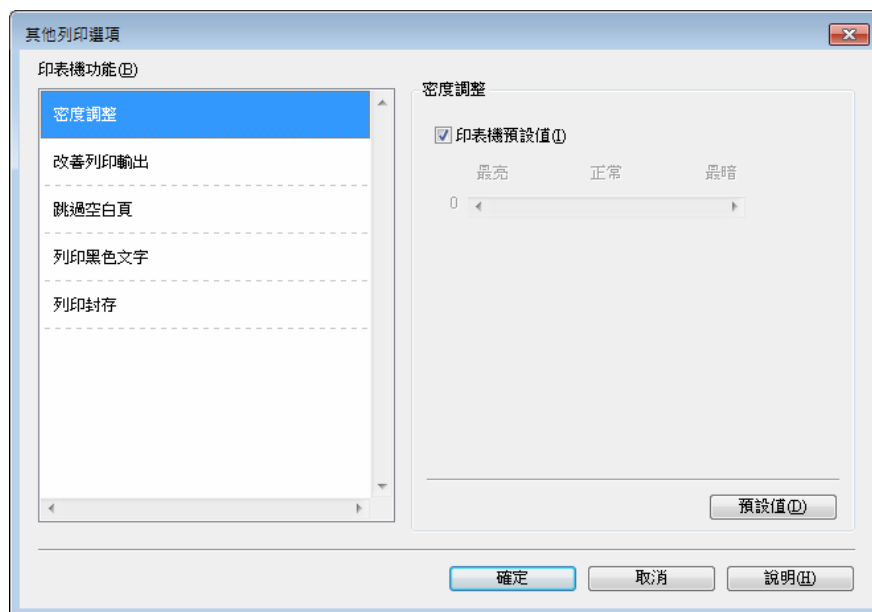 其他列印選項
印表機功能(B)
密度調整
改善列印輸出
跳過空白頁
列印黑色文字
列印封存
密度調整
印表機預設值(I)
最亮 正常 最暗
0
預設值(D)
確定 取消 說明(H)